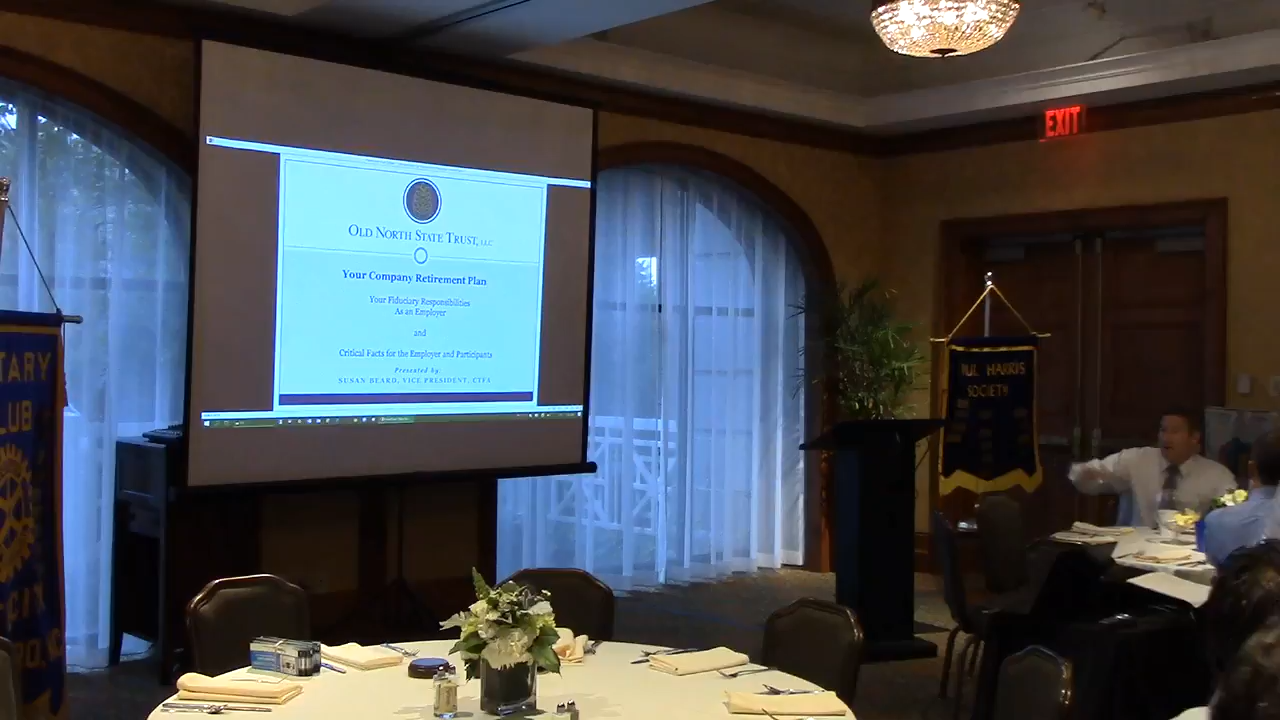 OLD NORTH STATE TRUST, LLC
Your Company Retirement Plan
Your Fiduciary Responsibilities
As an Employer
and
Critical Facts for the Employer and Participants
Presented by:
SUSAN BEARD, VICE PRESIDENT, CTFA
EXIT
TARY
LUB
UL HARRIS
SOCIETY